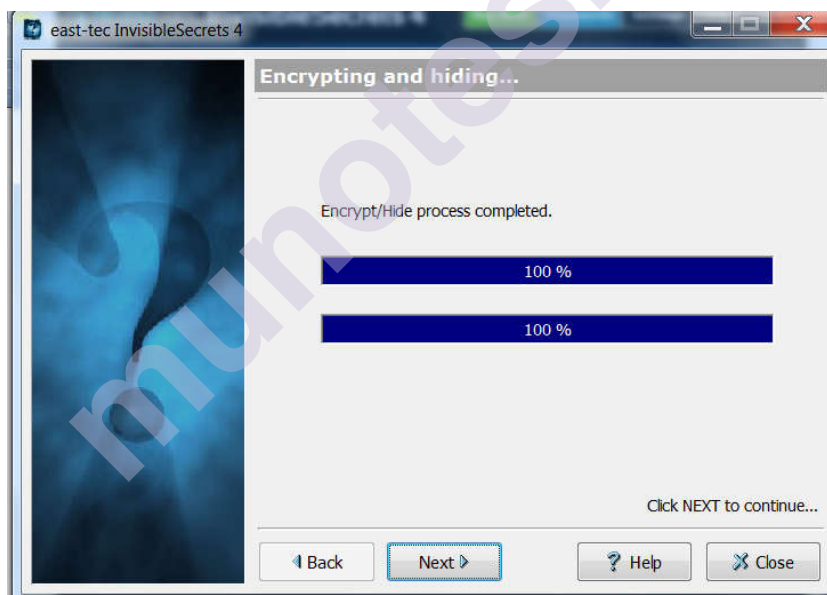 east-tec InvisibleSecrets 4
Encrypting and hiding...
Encrypt/Hide process completed.
100 %
100 %
Click NEXT to continue...
Back
Next
? Help
Close
munotes